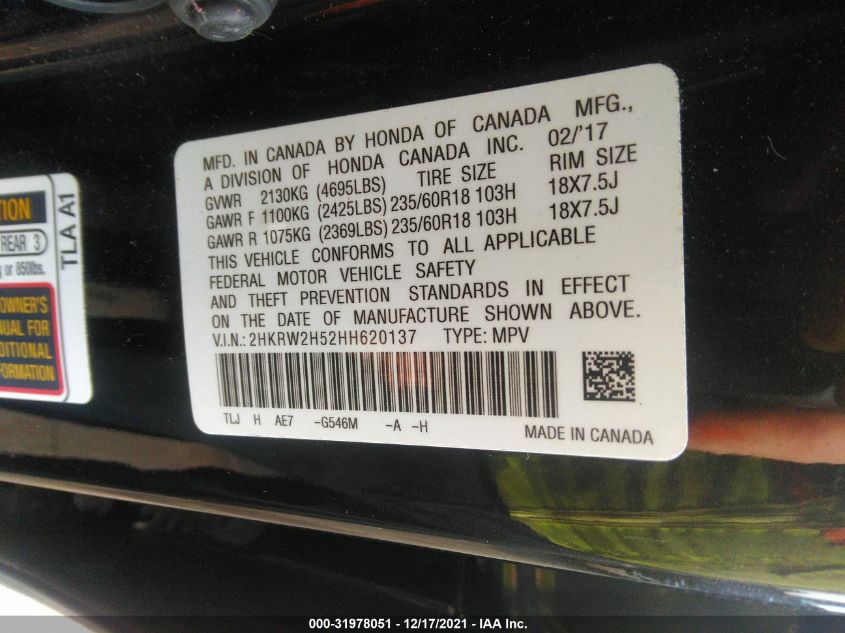 MFD. IN CANADA BY HONDA OF CANADA MFG.,
A DIVISION OF HONDA CANADA INC. 02/'17
GVWR 2130KG (4695LBS) TIRE SIZE RIM SIZE
GAWR F 1100KG (2425LBS) 235/60R18 103H 18X7.5J
GAWR R 1075KG (2369LBS) 235/60R18 103H 18X7.5J
THIS VEHICLE CONFORMS TO ALL APPLICABLE
FEDERAL MOTOR VEHICLE SAFETY
AND THEFT PREVENTION STANDARDS IN EFFECT
ON THE DATE OF MANUFACTURE SHOWN ABOVE.
V.I.N.: 2HKRW2H52HH620137 TYPE: MPV
TLJ H AE7 -G546M -A -H
MADE IN CANADA
TION
REAR 3
g or 850lbs.
OWNER'S
NUAL FOR
DITIONAL
FORMATION
TLA A1
000-31978051 - 12/17/2021 - IAA Inc.